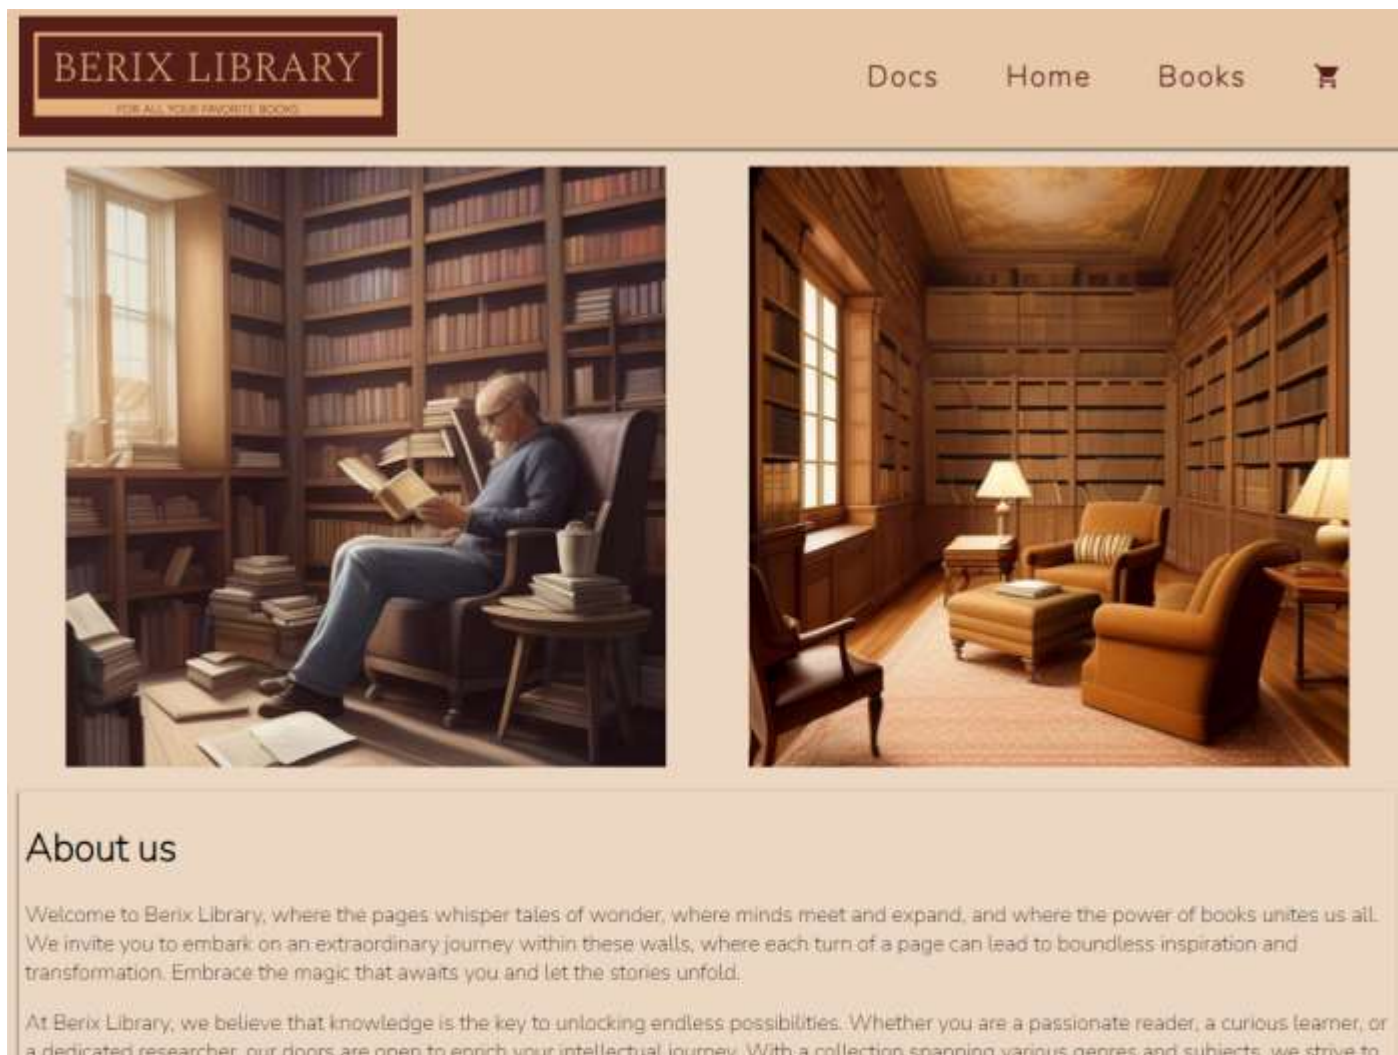 BERIX LIBRARY
FOR ALL YOUR FAVORITE BOOKS
Docs Home Books
About us
Welcome to Berix Library, where the pages whisper tales of wonder, where minds meet and expand, and where the power of books unites us all.
We invite you to embark on an extraordinary journey within these walls, where each turn of a page can lead to boundless inspiration and
transformation. Embrace the magic that awaits you and let the stories unfold.
At Berix Library, we believe that knowledge is the key to unlocking endless possibilities. Whether you are a passionate reader, a curious learner, or
a dedicated researcher, our doors are open to enrich your intellectual journey. With a collection spanning various genres and subjects, we strive to